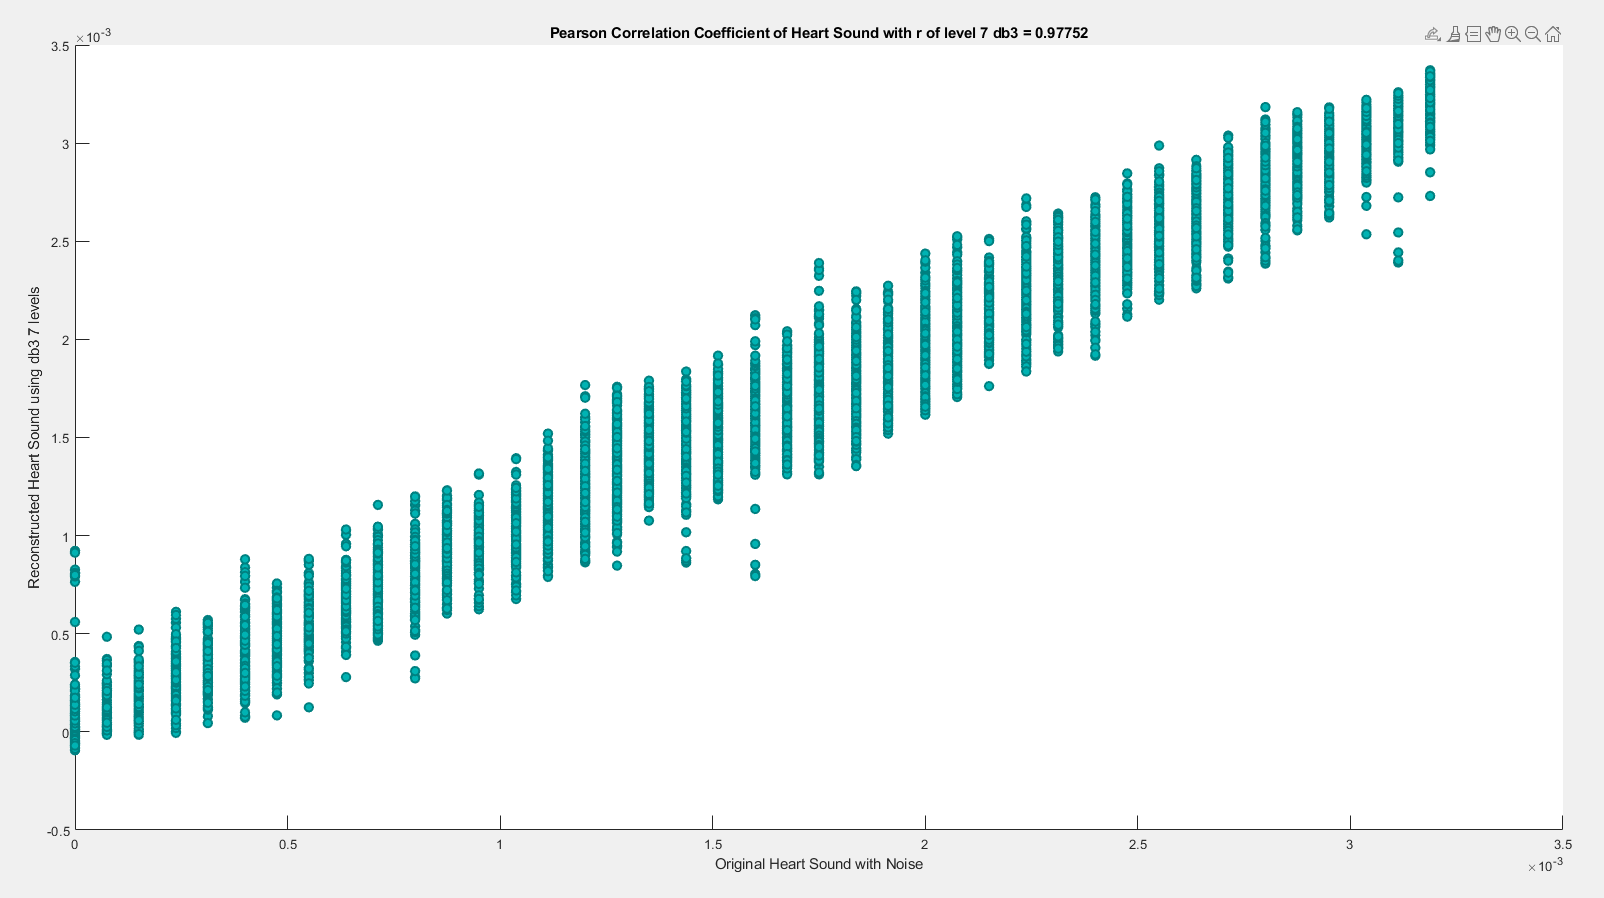 Pearson Correlation Coefficient of Heart Sound with r of level 7 db3 = 0.97752
×10⁻³
3.5
3
2.5
2
1.5
1
0.5
0
-0.5
Reconstructed Heart Sound using db3 7 levels
0 0.5 1 1.5 2 2.5 3 3.5
Original Heart Sound with Noise
×10⁻³